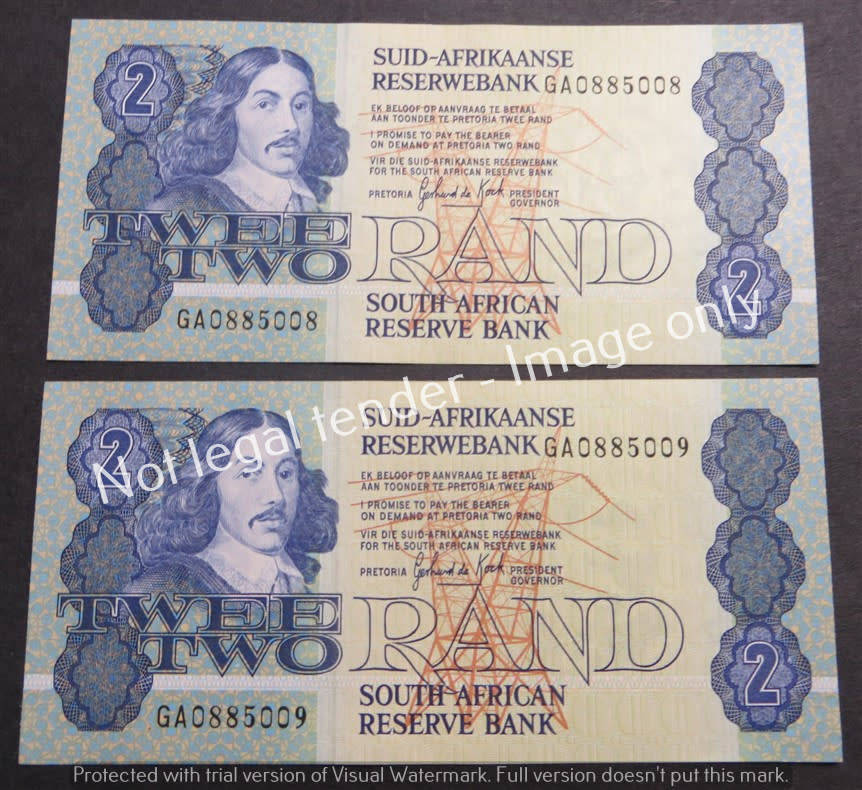 2
SUID-AFRIKAANSE
RESERWEBANK GA0885008
EK BELOOF OP AANVRAAG TE BETAAL
AAN TOONDER TE PRETORIA TWEE RAND
I PROMISE TO PAY THE BEARER
ON DEMAND AT PRETORIA TWO RAND
VIR DIE SUID-AFRIKAANSE RESERWEBANK
FOR THE SOUTH AFRICAN RESERVE BANK
PRETORIA Gerhard de Kock PRESIDENT
GOVERNOR
TWEE
TWO RAND
2
SOUTH AFRICAN
RESERVE BANK
GA0885008
Not legal tender - Image only
2
SUID-AFRIKAANSE
RESERWEBANK GA0885009
EK BELOOF OP AANVRAAG TE BETAAL
AAN TOONDER TE PRETORIA TWEE RAND
I PROMISE TO PAY THE BEARER
ON DEMAND AT PRETORIA TWO RAND
VIR DIE SUID-AFRIKAANSE RESERWEBANK
FOR THE SOUTH AFRICAN RESERVE BANK
PRETORIA Gerhard de Kock PRESIDENT
GOVERNOR
TWEE
TWO RAND
2
SOUTH AFRICAN
RESERVE BANK
GA0885009
Protected with trial version of Visual Watermark. Full version doesn't put this mark.